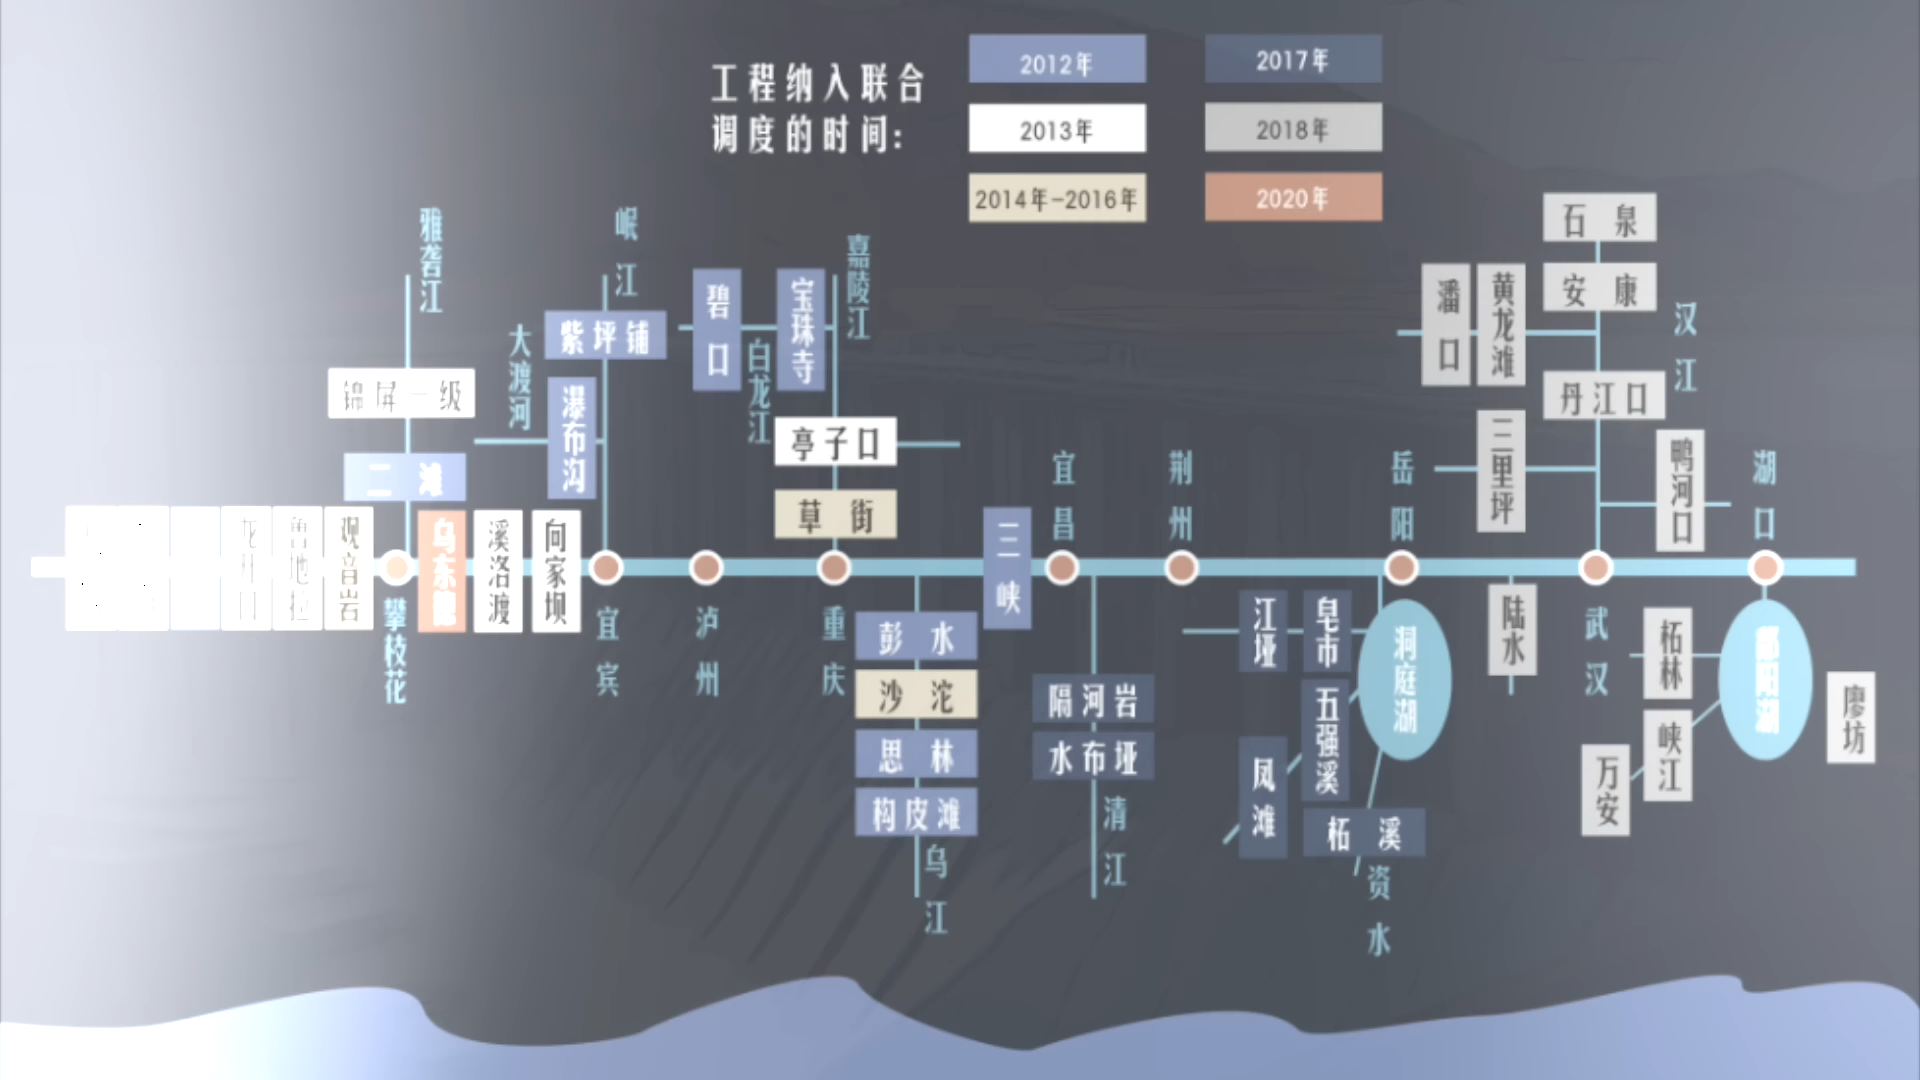 工程纳入联合
调度的时间:
2012年
2017年
2013年
2018年
2014年-2016年
2020年
雅砻江
岷江
嘉陵江
大渡河
白龙江
紫坪铺
瀑布沟
碧口
宝珠寺
亭子口
草街
锦屏一级
二滩
龙开口
鲁地拉
观音岩
乌东德
溪洛渡
向家坝
攀枝花
宜宾
泸州
重庆
三峡
宜昌
荆州
岳阳
武汉
湖口
彭水
沙沱
思林
构皮滩
乌江
隔河岩
水布垭
清江
江垭
皂市
五强溪
凤滩
柘溪
资水
洞庭湖
陆水
石泉
安康
潘口
黄龙滩
丹江口
汉江
三里坪
鸭河口
柘林
峡江
万安
鄱阳湖
廖坊